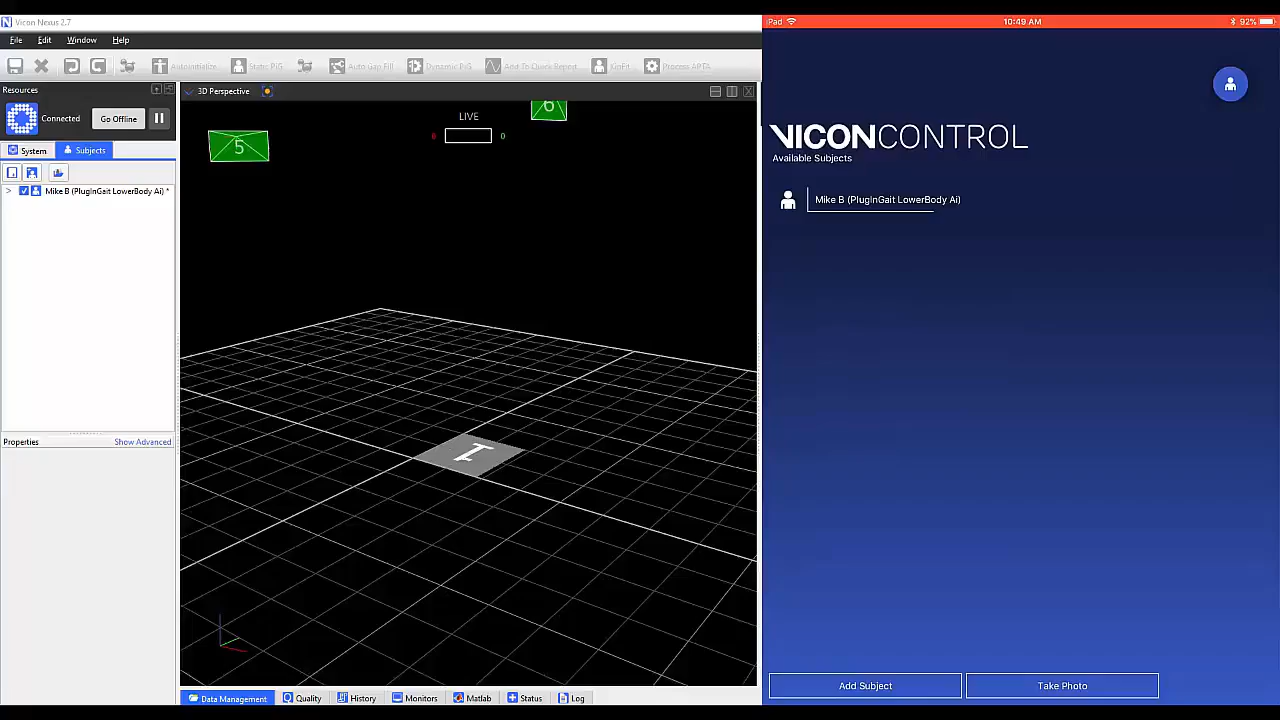 Vicon Nexus 2.7
File Edit Window Help
Autoinitialize Static PiG Auto Gap Fill Dynamic PiG Add To Quick Report KinFit Process APTA
Resources
Connected Go Offline
System Subjects
Mike B (PlugInGait LowerBody Ai) *
Properties Show Advanced
3D Perspective
LIVE
0 0
5
6
Data Management Quality History Monitors Matlab Status Log
iPad 10:49 AM 92%
VICONCONTROL
Available Subjects
Mike B (PlugInGait LowerBody Ai)
Add Subject Take Photo